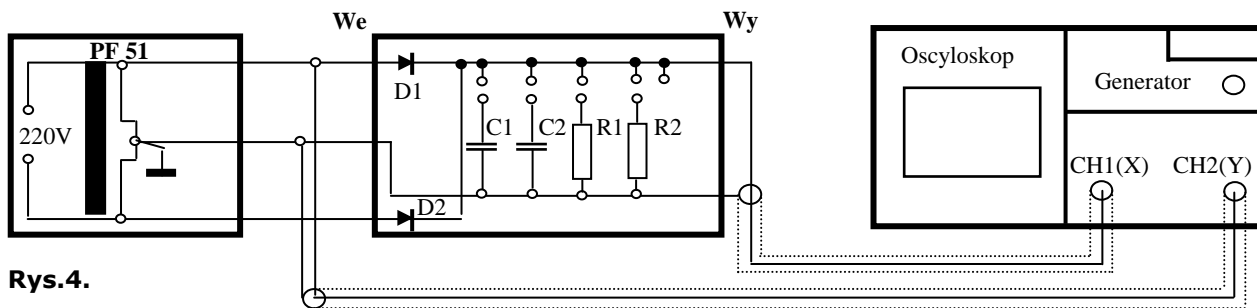 We Wy
PF 51
Oscyloskop
D1
Generator
220V
C1 C2 R1 R2
CH1(X) CH2(Y)
D2
Rys.4.